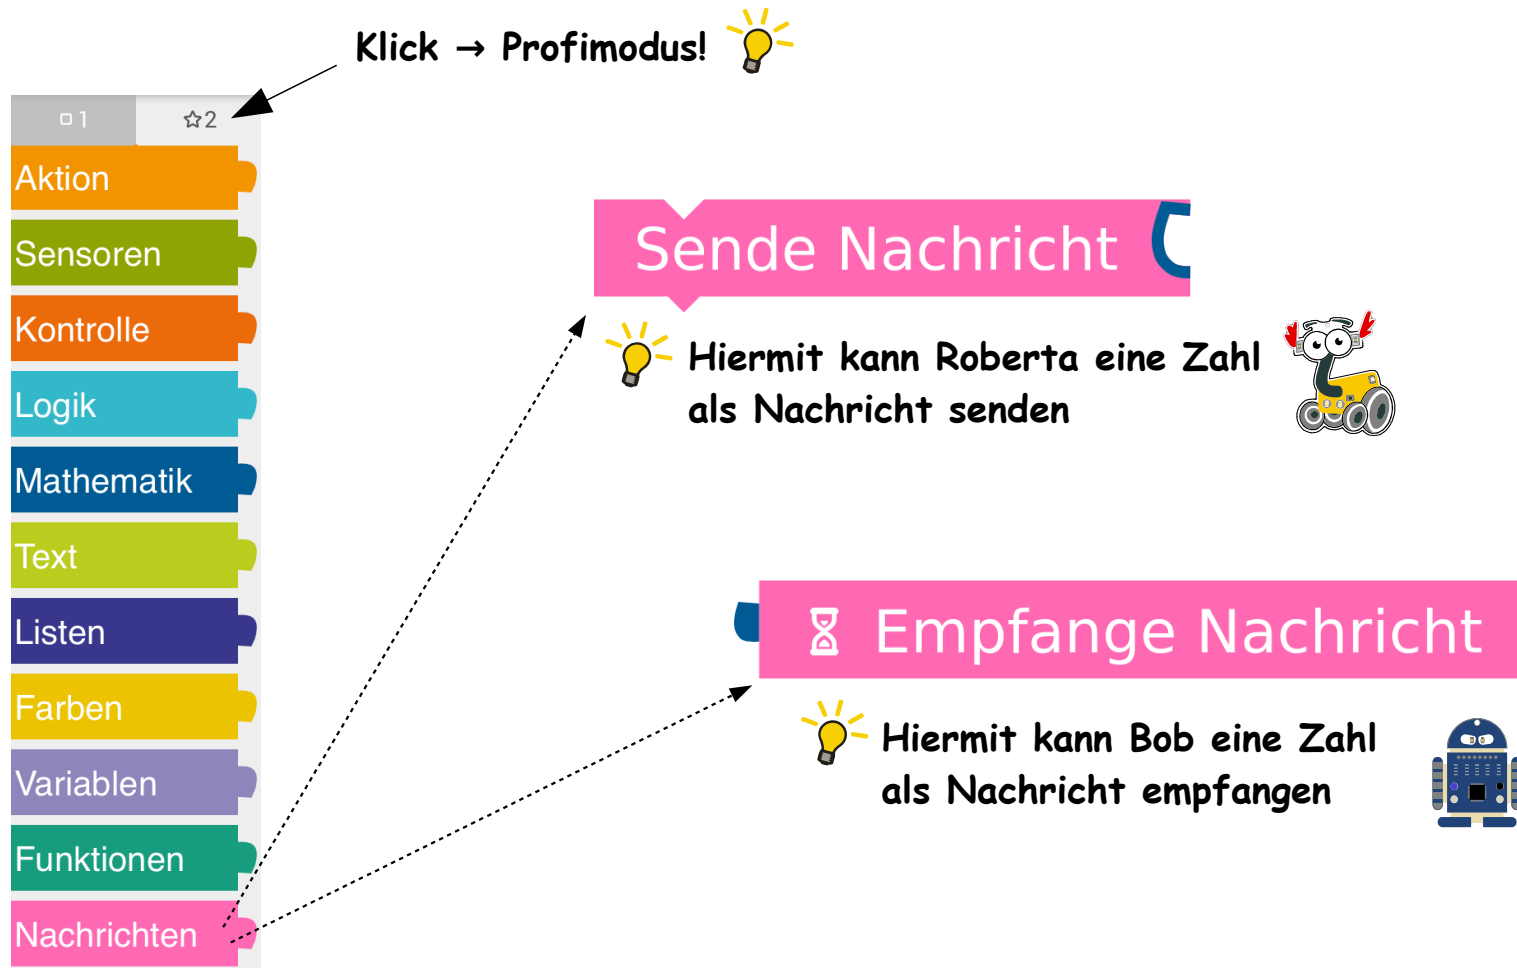 Klick → Profimodus!
1
2
Aktion
Sensoren
Kontrolle
Logik
Mathematik
Text
Listen
Farben
Variablen
Funktionen
Nachrichten
Sende Nachricht
Hiermit kann Roberta eine Zahl
als Nachricht senden
Empfange Nachricht
Hiermit kann Bob eine Zahl
als Nachricht empfangen